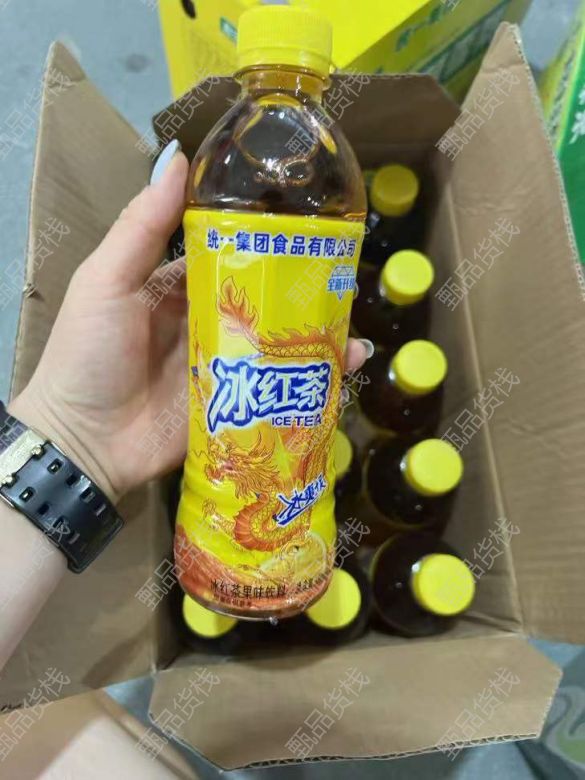 统一集团食品有限公司
全新升级
冰红茶
ICE TEA
冰红茶果味饮料
甄品货栈